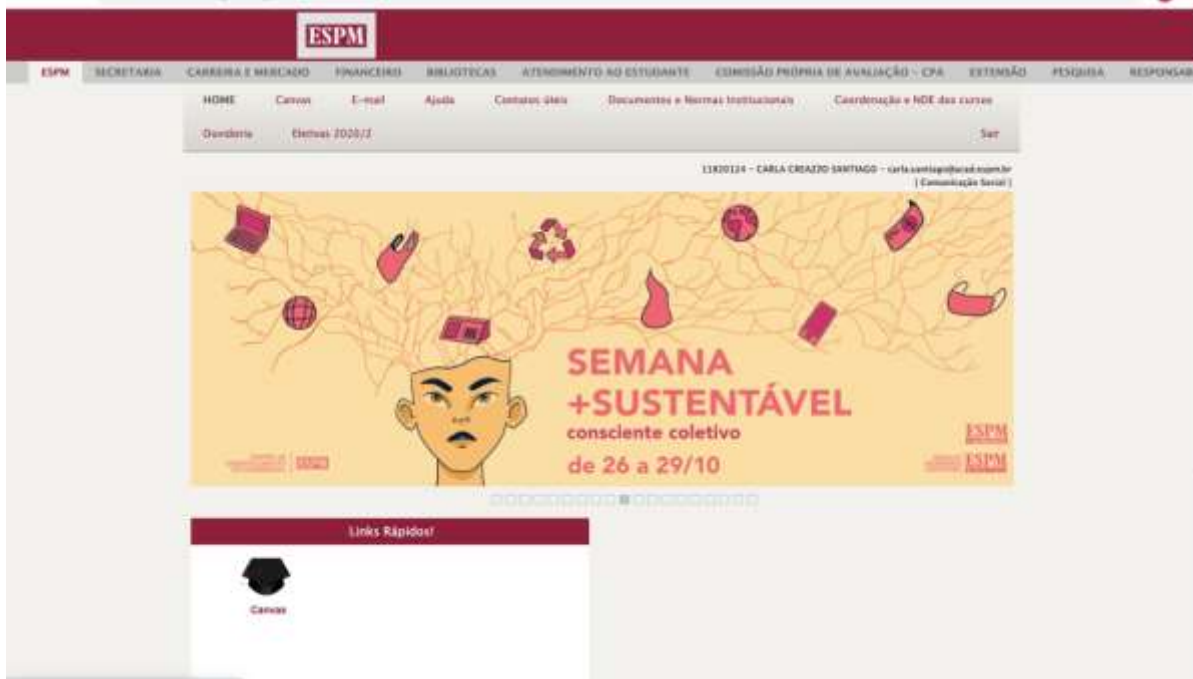 ESPM
ESPM SECRETARIA CARREIRA E MERCADO FINANCEIRO BIBLIOTECAS ATENDIMENTO AO ESTUDANTE COMISSÃO PRÓPRIA DE AVALIAÇÃO - CPA EXTENSÃO PESQUISA RESPONSAB
HOME Canvas E-mail Ajuda Contatos úteis Documentos e Normas Institucionais Coordenação e NDE dos cursos
Ouvidoria Eletivas 2020/2 Sair
11820124 - CARLA CREAZZO SANTIAGO - carla.santiago@acad.espm.br
| Comunicação Social |
SEMANA
+SUSTENTÁVEL
consciente coletivo
de 26 a 29/10
ESPM
ESPM
ESPM
Links Rápidos!
Canvas